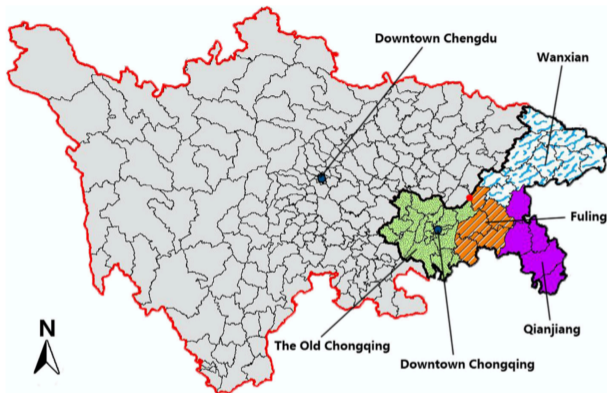 Downtown Chengdu
Wanxian
Fuling
Qianjiang
The Old Chongqing
Downtown Chongqing
N